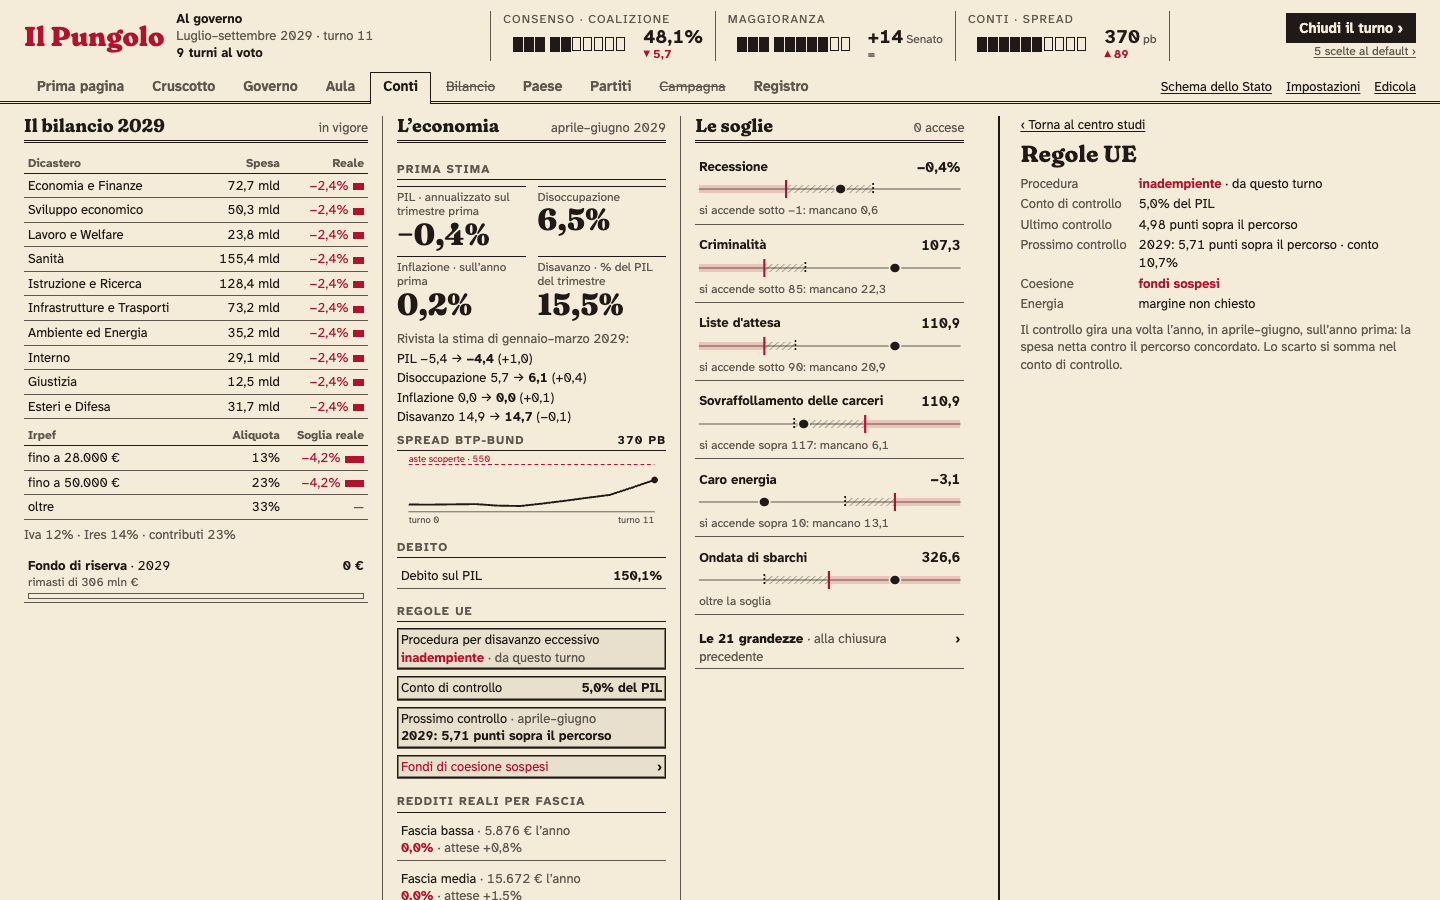 Il Pungolo
Al governo
Luglio–settembre 2029 · turno 11
9 turni al voto
CONSENSO · COALIZIONE
48,1%
▼5,7
MAGGIORANZA
+14 Senato
=
CONTI · SPREAD
370 pb
▲89
Chiudi il turno ›
5 scelte al default ›
Prima pagina
Cruscotto
Governo
Aula
Conti
Bilancio
Paese
Partiti
Campagna
Registro
Schema dello Stato
Impostazioni
Edicola
Il bilancio 2029
in vigore
Dicastero Spesa Reale
Economia e Finanze 72,7 mld −2,4%
Sviluppo economico 50,3 mld −2,4%
Lavoro e Welfare 23,8 mld −2,4%
Sanità 155,4 mld −2,4%
Istruzione e Ricerca 128,4 mld −2,4%
Infrastrutture e Trasporti 73,2 mld −2,4%
Ambiente ed Energia 35,2 mld −2,4%
Interno 29,1 mld −2,4%
Giustizia 12,5 mld −2,4%
Esteri e Difesa 31,7 mld −2,4%
Irpef Aliquota Soglia reale
fino a 28.000 € 13% −4,2%
fino a 50.000 € 23% −4,2%
oltre 33% —
Iva 12% · Ires 14% · contributi 23%
Fondo di riserva · 2029 0 €
rimasti di 306 mln €
L'economia
aprile–giugno 2029
PRIMA STIMA
PIL · annualizzato sul
trimestre prima
−0,4%
Disoccupazione
6,5%
Inflazione · sull'anno
prima
0,2%
Disavanzo · % del PIL
del trimestre
15,5%
Rivista la stima di gennaio–marzo 2029:
PIL −5,4 → −4,4 (+1,0)
Disoccupazione 5,7 → 6,1 (+0,4)
Inflazione 0,0 → 0,0 (+0,1)
Disavanzo 14,9 → 14,7 (−0,1)
SPREAD BTP-BUND 370 PB
aste scoperte · 550
turno 0 turno 11
DEBITO
Debito sul PIL 150,1%
REGOLE UE
Procedura per disavanzo eccessivo
inadempiente · da questo turno
Conto di controllo 5,0% del PIL
Prossimo controllo · aprile–giugno
2029: 5,71 punti sopra il percorso
Fondi di coesione sospesi ›
REDDITI REALI PER FASCIA
Fascia bassa · 5.876 € l'anno
0,0% · attese +0,8%
Fascia media · 15.672 € l'anno
0,0% · attese +1,5%
Le soglie
0 accese
Recessione −0,4%
si accende sotto −1: mancano 0,6
Criminalità 107,3
si accende sotto 85: mancano 22,3
Liste d'attesa 110,9
si accende sotto 90: mancano 20,9
Sovraffollamento delle carceri 110,9
si accende sopra 117: mancano 6,1
Caro energia −3,1
si accende sopra 10: mancano 13,1
Ondata di sbarchi 326,6
oltre la soglia
Le 21 grandezze · alla chiusura ›
precedente
‹ Torna al centro studi
Regole UE
Procedura inadempiente · da questo turno
Conto di controllo 5,0% del PIL
Ultimo controllo 4,98 punti sopra il percorso
Prossimo controllo 2029: 5,71 punti sopra il percorso · conto
10,7%
Coesione fondi sospesi
Energia margine non chiesto
Il controllo gira una volta l'anno, in aprile–giugno, sull'anno prima: la
spesa netta contro il percorso concordato. Lo scarto si somma nel
conto di controllo.